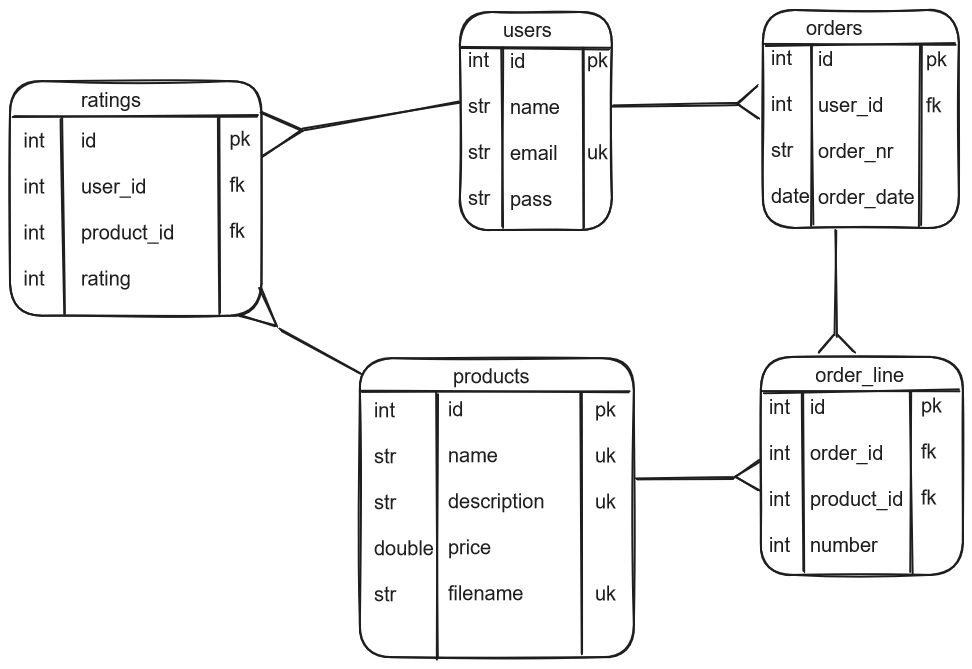 users
int id pk
str name
str email uk
str pass
orders
int id pk
int user_id fk
str order_nr
date order_date
ratings
int id pk
int user_id fk
int product_id fk
int rating
products
int id pk
str name uk
str description uk
double price
str filename uk
order_line
int id pk
int order_id fk
int product_id fk
int number